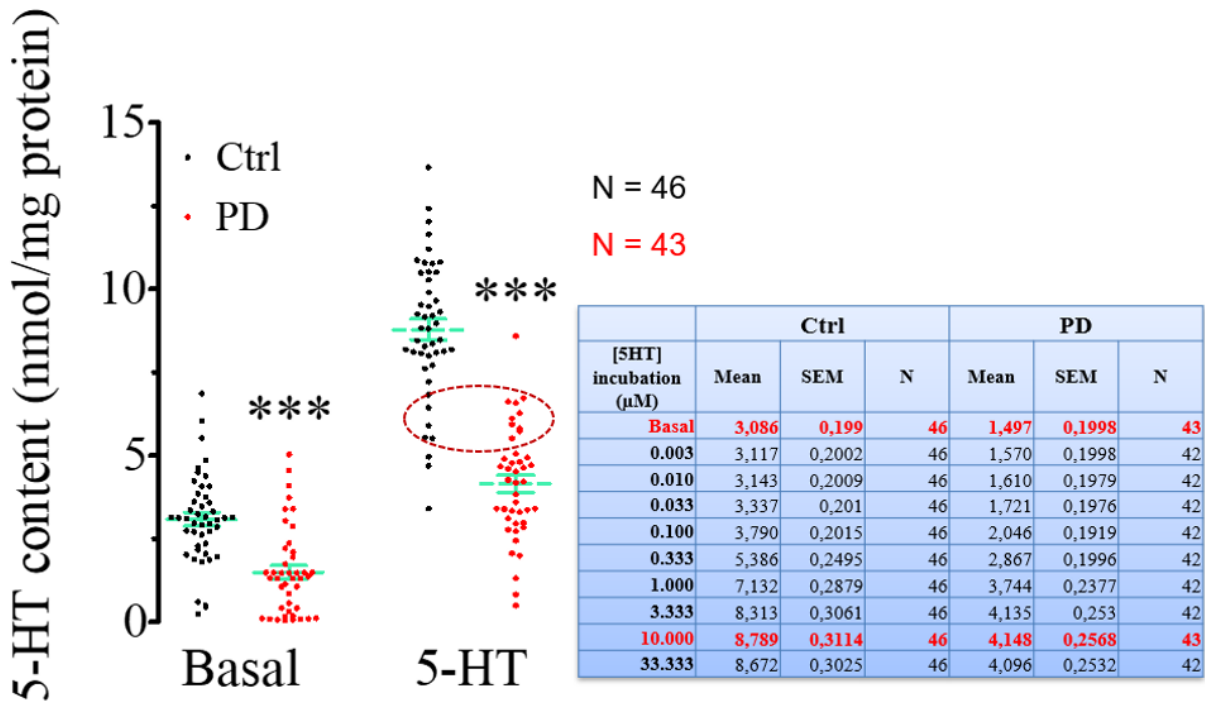 5-HT content (nmol/mg protein)
15
10
5
0
Ctrl
PD
***
***
Basal
5-HT
N = 46
N = 43
Ctrl PD
[5HT] incubation (µM) Mean SEM N Mean SEM N
Basal 3,086 0,199 46 1,497 0,1998 43
0.003 3,117 0,2002 46 1,570 0,1998 42
0.010 3,143 0,2009 46 1,610 0,1979 42
0.033 3,337 0,201 46 1,721 0,1976 42
0.100 3,790 0,2015 46 2,046 0,1919 42
0.333 5,386 0,2495 46 2,867 0,1996 42
1.000 7,132 0,2879 46 3,744 0,2377 42
3.333 8,313 0,3061 46 4,135 0,253 42
10.000 8,789 0,3114 46 4,148 0,2568 43
33.333 8,672 0,3025 46 4,096 0,2532 42